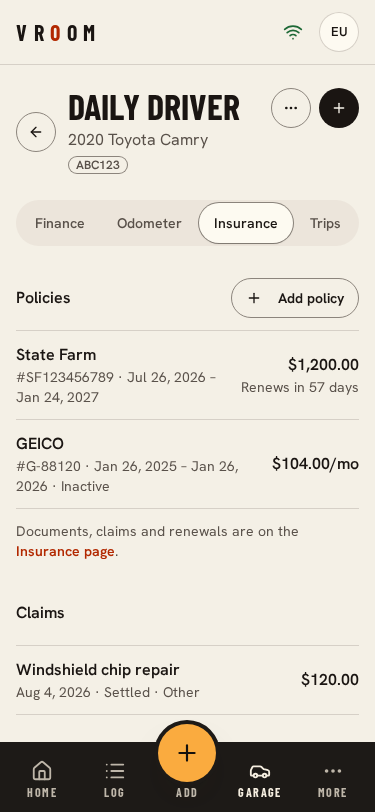 VROOM
EU
DAILY DRIVER
2020 Toyota Camry
ABC123
Finance
Odometer
Insurance
Trips
Policies
Add policy
State Farm
#SF123456789 · Jul 26, 2026 –
Jan 24, 2027
$1,200.00
Renews in 57 days
GEICO
#G-88120 · Jan 26, 2025 – Jan 26,
2026 · Inactive
$104.00/mo
Documents, claims and renewals are on the
Insurance page.
Claims
Windshield chip repair
Aug 4, 2026 · Settled · Other
$120.00
HOME
LOG
ADD
GARAGE
MORE